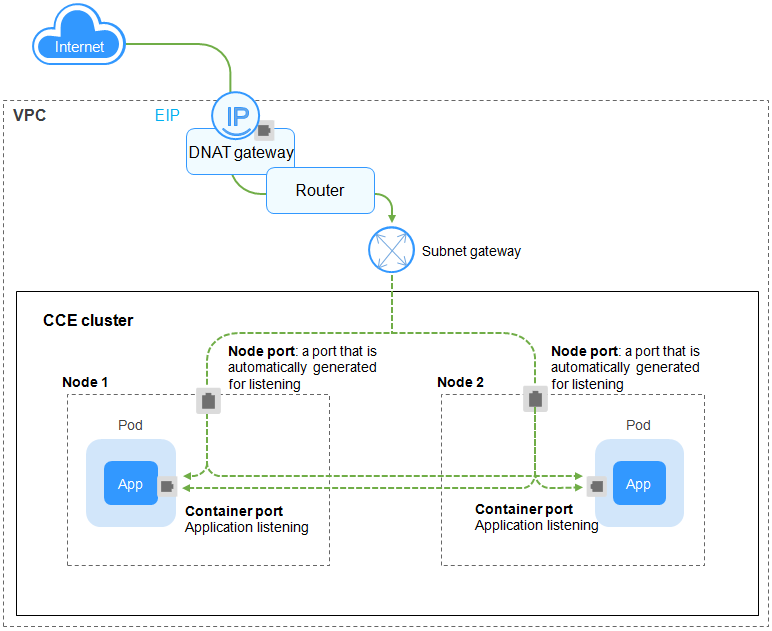 Internet
VPC
EIP
IP
DNAT gateway
Router
Subnet gateway
CCE cluster
Node port: a port that is
automatically generated
for listening
Node port: a port that is
automatically generated
for listening
Node 1
Node 2
Pod
Pod
App
App
Container port
Application listening
Container port
Application listening